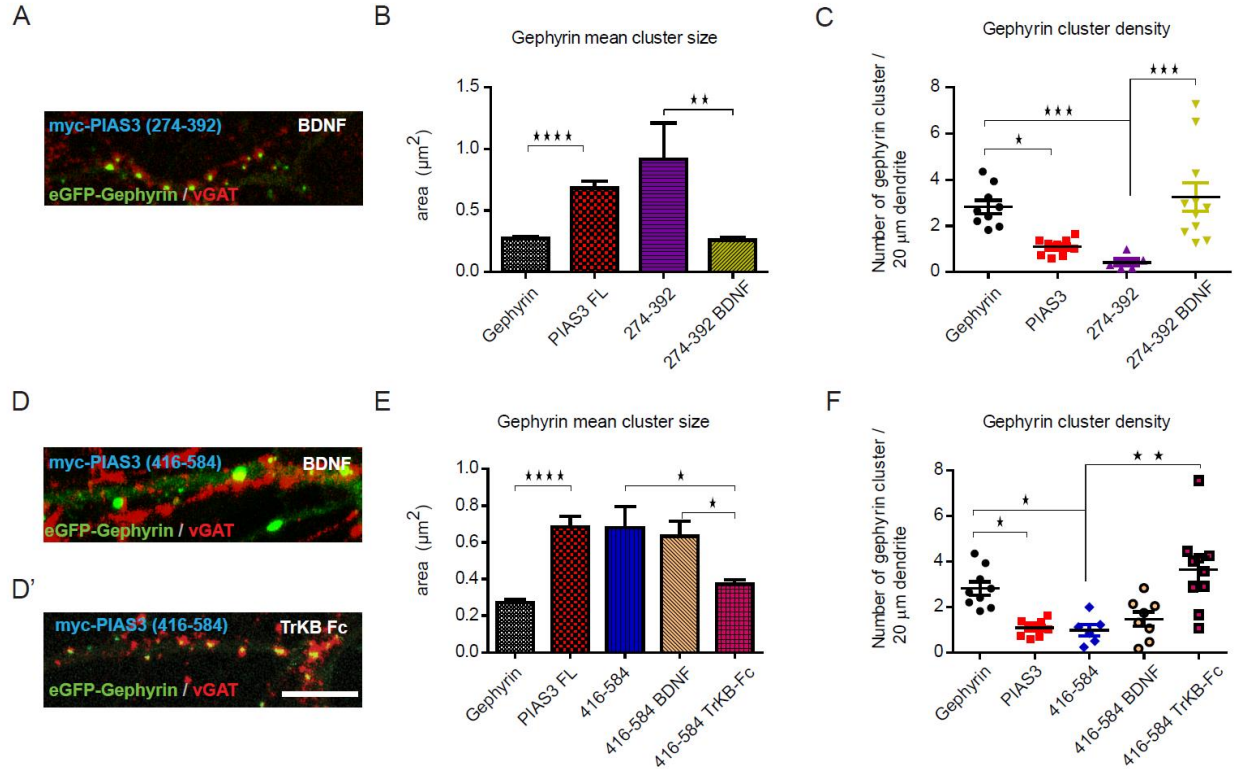 A
myc-PIAS3 (274-392) BDNF
eGFP-Gephyrin / vGAT
B
Gephyrin mean cluster size
area (µm²)
1.5
1.0
0.5
0.0
★★★★
★★
Gephyrin
PIAS3 FL
274-392
274-392 BDNF
C
Gephyrin cluster density
Number of gephyrin cluster /
20 µm dendrite
8
6
4
2
0
★★★
★★★
★
Gephyrin
PIAS3
274-392
274-392 BDNF
D
myc-PIAS3 (416-584) BDNF
eGFP-Gephyrin / vGAT
D'
myc-PIAS3 (416-584) TrKB Fc
eGFP-Gephyrin / vGAT
E
Gephyrin mean cluster size
area (µm²)
1.0
0.8
0.6
0.4
0.2
0.0
★★★★
★
★
Gephyrin
PIAS3 FL
416-584
416-584 BDNF
416-584 TrKB-Fc
F
Gephyrin cluster density
Number of gephyrin cluster /
20 µm dendrite
8
6
4
2
0
★ ★
★
★
Gephyrin
PIAS3
416-584
416-584 BDNF
416-584 TrKB-Fc